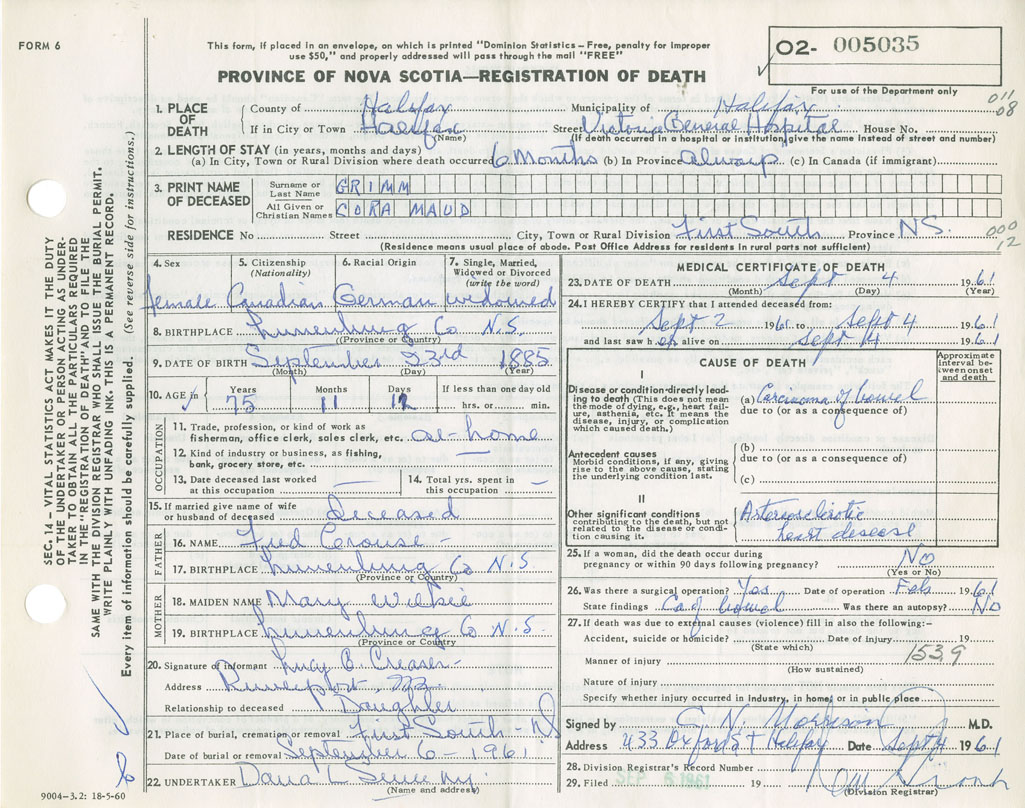 FORM 6
This form, if placed in an envelope, on which is printed "Dominion Statistics – Free, penalty for improper
use $50," and properly addressed will pass through the mail "FREE"
O2- 005035
PROVINCE OF NOVA SCOTIA—REGISTRATION OF DEATH
For use of the Department only
011
08
1. PLACE OF DEATH
County of Halifax Municipality of Halifax
If in City or Town Halifax (Name) Street Victoria General Hospital House No.
(If death occurred in a hospital or institution, give the name instead of street and number)
2. LENGTH OF STAY (in years, months and days)
(a) In City, Town or Rural Division where death occurred 6 Months (b) In Province always (c) In Canada (if immigrant)
3. PRINT NAME OF DECEASED
Surname or Last Name GRIMM
All Given or Christian Names CORA MAUD
RESIDENCE No Street City, Town or Rural Division First South Province NS.
000
12
(Residence means usual place of abode. Post Office Address for residents in rural parts not sufficient)
4. Sex female
5. Citizenship (Nationality) Canadian
6. Racial Origin German
7. Single, Married, Widowed or Divorced (write the word) widowed
8. BIRTHPLACE Lunenburg Co N.S.
(Province or Country)
9. DATE OF BIRTH September 23rd 1885
(Month) (Day) (Year)
10. AGE Years 75 Months 11 Days 12 If less than one day old hrs. or min.
OCCUPATION
11. Trade, profession, or kind of work as
fisherman, office clerk, sales clerk, etc. at-home
12. Kind of industry or business, as fishing,
bank, grocery store, etc. —
13. Date deceased last worked
at this occupation —
14. Total yrs. spent in
this occupation —
15. If married give name of wife
or husband of deceased deceased
FATHER
16. NAME Fred Crouse -
17. BIRTHPLACE Lunenburg Co N.S
(Province or Country)
MOTHER
18. MAIDEN NAME Mary
19. BIRTHPLACE Lunenburg Co N.S.
(Province or Country
20. Signature of informant Lucy B. Creaser -
Address Riverport, NS.
Relationship to deceased Daughter
21. Place of burial, cremation or removal First South - NS
Date of burial or removal September 6 - 1961
22. UNDERTAKER Dana L
(Name and address)
MEDICAL CERTIFICATE OF DEATH
23. DATE OF DEATH Sept 4 1961
(Month) (Day) (Year)
24. I HEREBY CERTIFY that I attended deceased from:
Sept 2 1961 to Sept 4 1961
and last saw her alive on Sept 4 1961
CAUSE OF DEATH
Approximate interval between onset and death
I
Disease or condition directly leading to death (This does not mean
the mode of dying, e.g., heart failure, asthenia, etc. It means the
disease, injury, or complication
which caused death.)
(a) Carcinoma of bowel
due to (or as a consequence of)
Antecedent causes
Morbid conditions, if any, giving
rise to the above cause, stating
the underlying condition last.
(b)
due to (or as a consequence of)
(c)
II
Other significant conditions
contributing to the death, but not
related to the disease or condition causing it.
Arteriosclerotic
heart disease
25. If a woman, did the death occur during
pregnancy or within 90 days following pregnancy? No
(Yes or No)
26. Was there a surgical operation? Yes Date of operation Feb 1961
State findings Ca of bowel Was there an autopsy? No
27. If death was due to external causes (violence) fill in also the following:-
Accident, suicide or homicide? Date of injury 19
(State which)
153.9
Manner of injury
(How sustained)
Nature of injury
Specify whether injury occurred in industry, in home, or in public place
Signed by C. N. Morrison M.D.
Address 433 Oxford St Halifax Date Sept 4 1961
28. Division Registrar's Record Number
29. Filed SEP 5 1961 19
(Division Registrar)
SEC. 14 – VITAL STATISTICS ACT MAKES IT THE DUTY
OF THE UNDERTAKER OR PERSON ACTING AS UNDER-
TAKER TO OBTAIN ALL THE PARTICULARS REQUIRED
IN THE "REGISTRATION OF DEATH" AND TO FILE THE
SAME WITH THE DIVISION REGISTRAR WHO SHALL ISSUE THE BURIAL PERMIT.
WRITE PLAINLY WITH UNFADING INK. THIS IS A PERMANENT RECORD.
Every item of information should be carefully supplied. (See reverse side for instructions.)
9004-3.2: 18-5-60